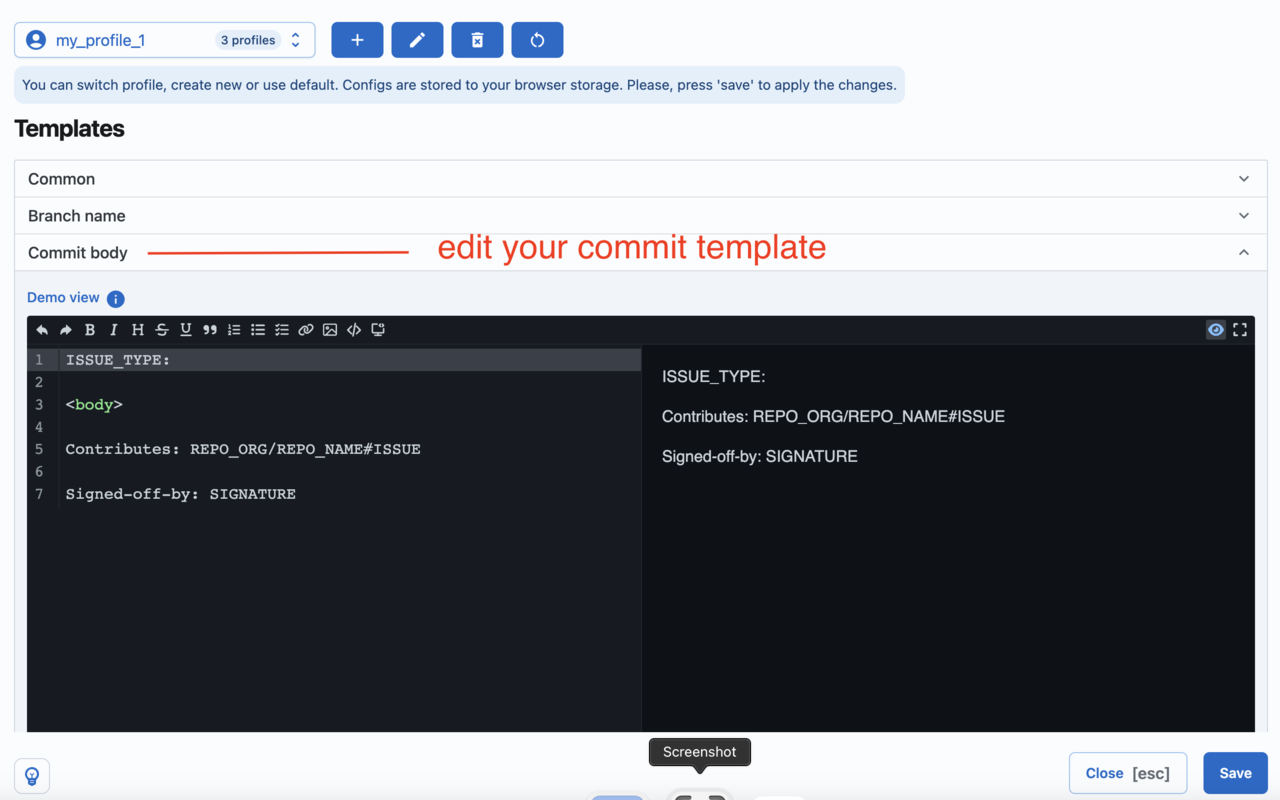 my_profile_1 3 profiles
You can switch profile, create new or use default. Configs are stored to your browser storage. Please, press 'save' to apply the changes.
Templates
Common
Branch name
Commit body edit your commit template
Demo view
1 ISSUE_TYPE:
2
3 <body>
4
5 Contributes: REPO_ORG/REPO_NAME#ISSUE
6
7 Signed-off-by: SIGNATURE
ISSUE_TYPE:
Contributes: REPO_ORG/REPO_NAME#ISSUE
Signed-off-by: SIGNATURE
Screenshot
Close [esc] Save